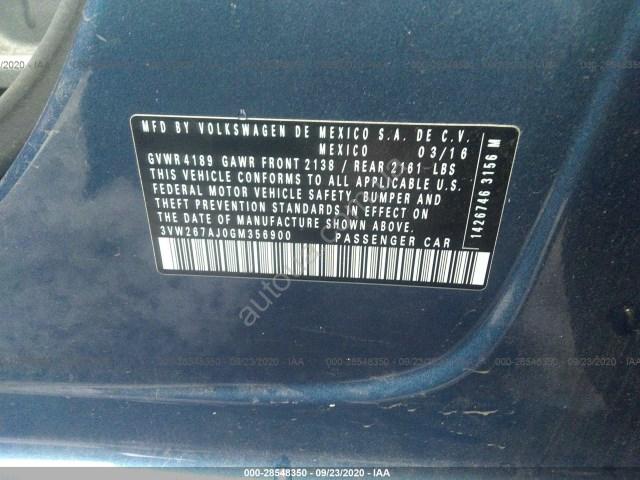 MFD BY VOLKSWAGEN DE MEXICO S.A. DE C.V.
MEXICO 03/16
GVWR 4189 GAWR FRONT 2138 / REAR 2161 LBS
THIS VEHICLE CONFORMS TO ALL APPLICABLE U.S.
FEDERAL MOTOR VEHICLE SAFETY, BUMPER AND
THEFT PREVENTION STANDARDS IN EFFECT ON
THE DATE OF MANUFACTURE SHOWN ABOVE.
3VW267AJ0GM356900 PASSENGER CAR
1426746 3156 M
000-28548350 - 09/23/2020 - IAA